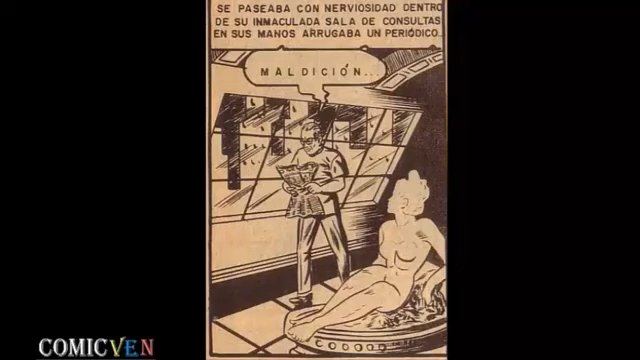 SE PASEABA CON NERVIOSIDAD DENTRO
DE SU INMACULADA SALA DE CONSULTAS
EN SUS MANOS ARRUGABA UN PERIÓDICO...
MALDICIÓN...
COMICVEN